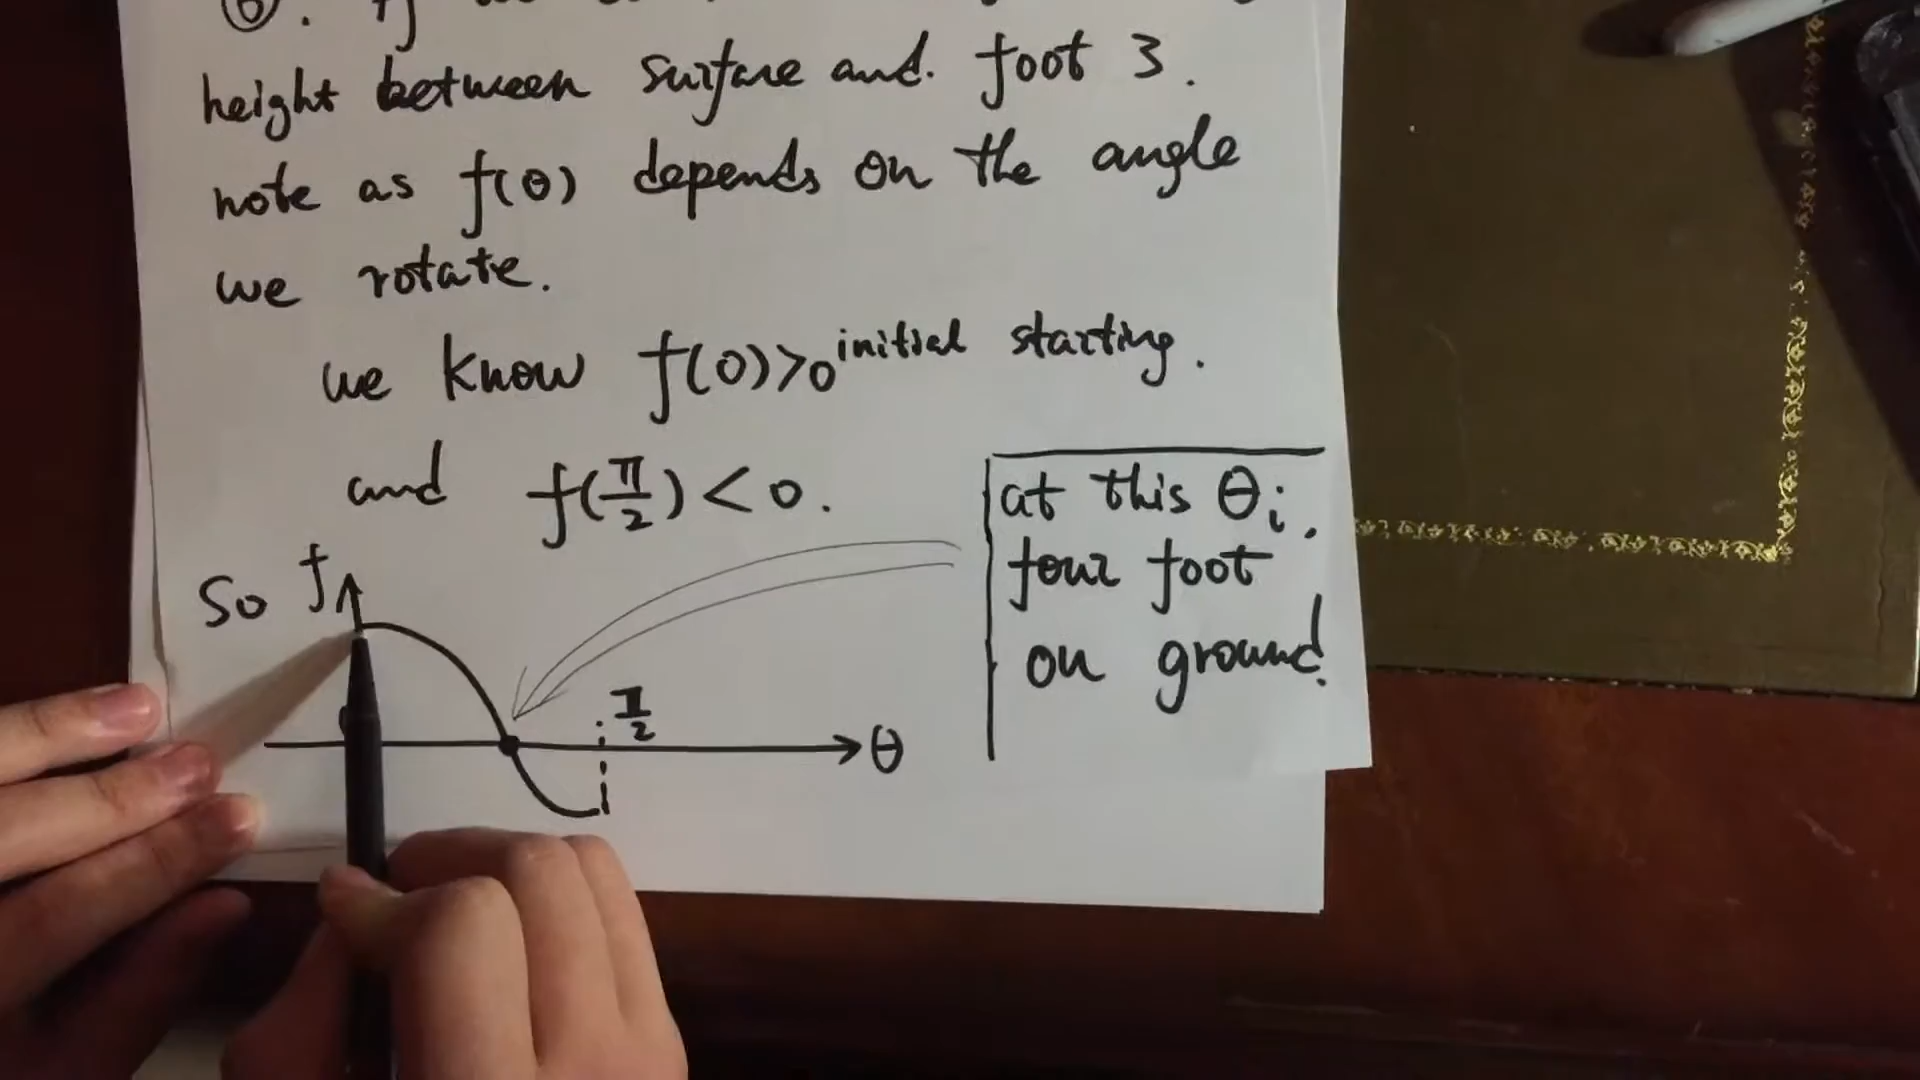 ⑥.
height between surface and. foot 3.
note as f(θ) depends on the angle
we rotate.
we know f(0)>0 initial starting.
and f(π/2) < 0.
So f
π/2
θ
at this θi.
four foot
on ground.